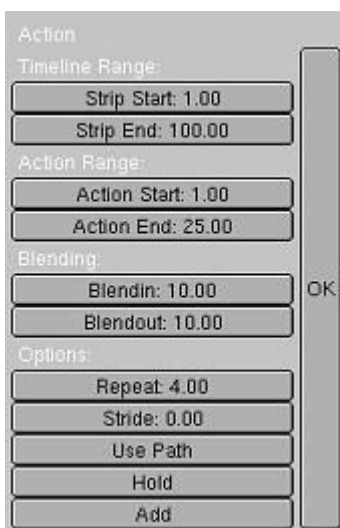 Action
Timeline Range:
Strip Start: 1.00
Strip End: 100.00
Action Range:
Action Start: 1.00
Action End: 25.00
Blending:
Blendin: 10.00
Blendout: 10.00
Options:
Repeat: 4.00
Stride: 0.00
Use Path
Hold
Add
OK